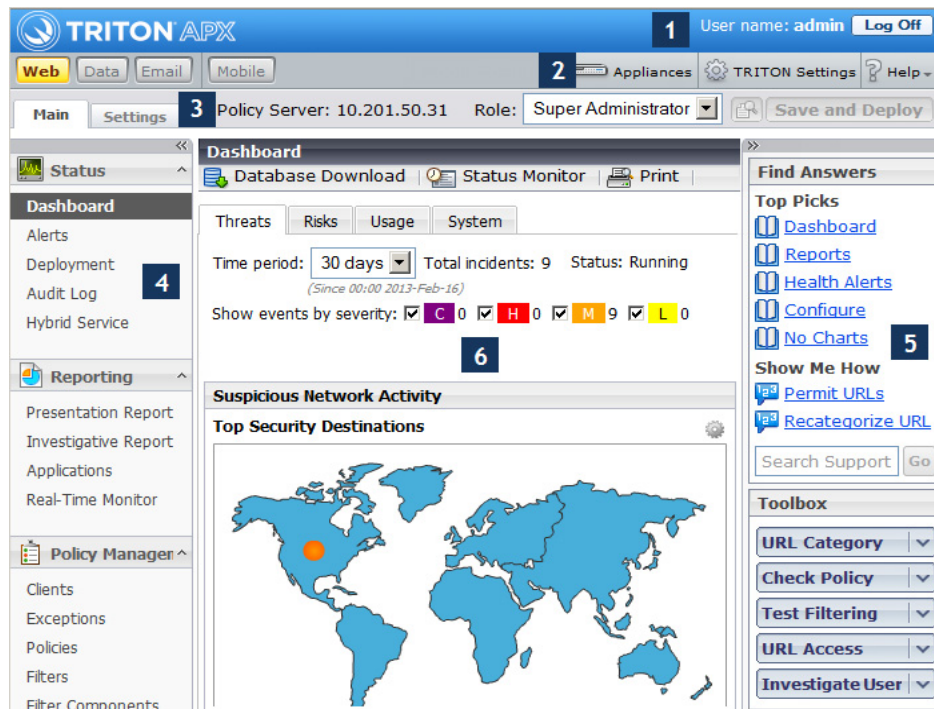 TRITON APX
1
User name: admin
Log Off
Web
Data
Email
Mobile
2
Appliances
TRITON Settings
? Help
Main
Settings
3
Policy Server: 10.201.50.31
Role:
Super Administrator
Save and Deploy
Status
Dashboard
Alerts
Deployment
Audit Log
Hybrid Service
4
Reporting
Presentation Report
Investigative Report
Applications
Real-Time Monitor
Policy Manager
Clients
Exceptions
Policies
Filters
Filter Components
Dashboard
Database Download | Status Monitor | Print |
Threats
Risks
Usage
System
Time period: 30 days Total incidents: 9 Status: Running
(Since 00:00 2013-Feb-16)
Show events by severity: C 0 H 0 M 9 L 0
6
Suspicious Network Activity
Top Security Destinations
Find Answers
Top Picks
Dashboard
Reports
Health Alerts
Configure
No Charts
5
Show Me How
Permit URLs
Recategorize URL
Search Support
Go
Toolbox
URL Category
Check Policy
Test Filtering
URL Access
Investigate User